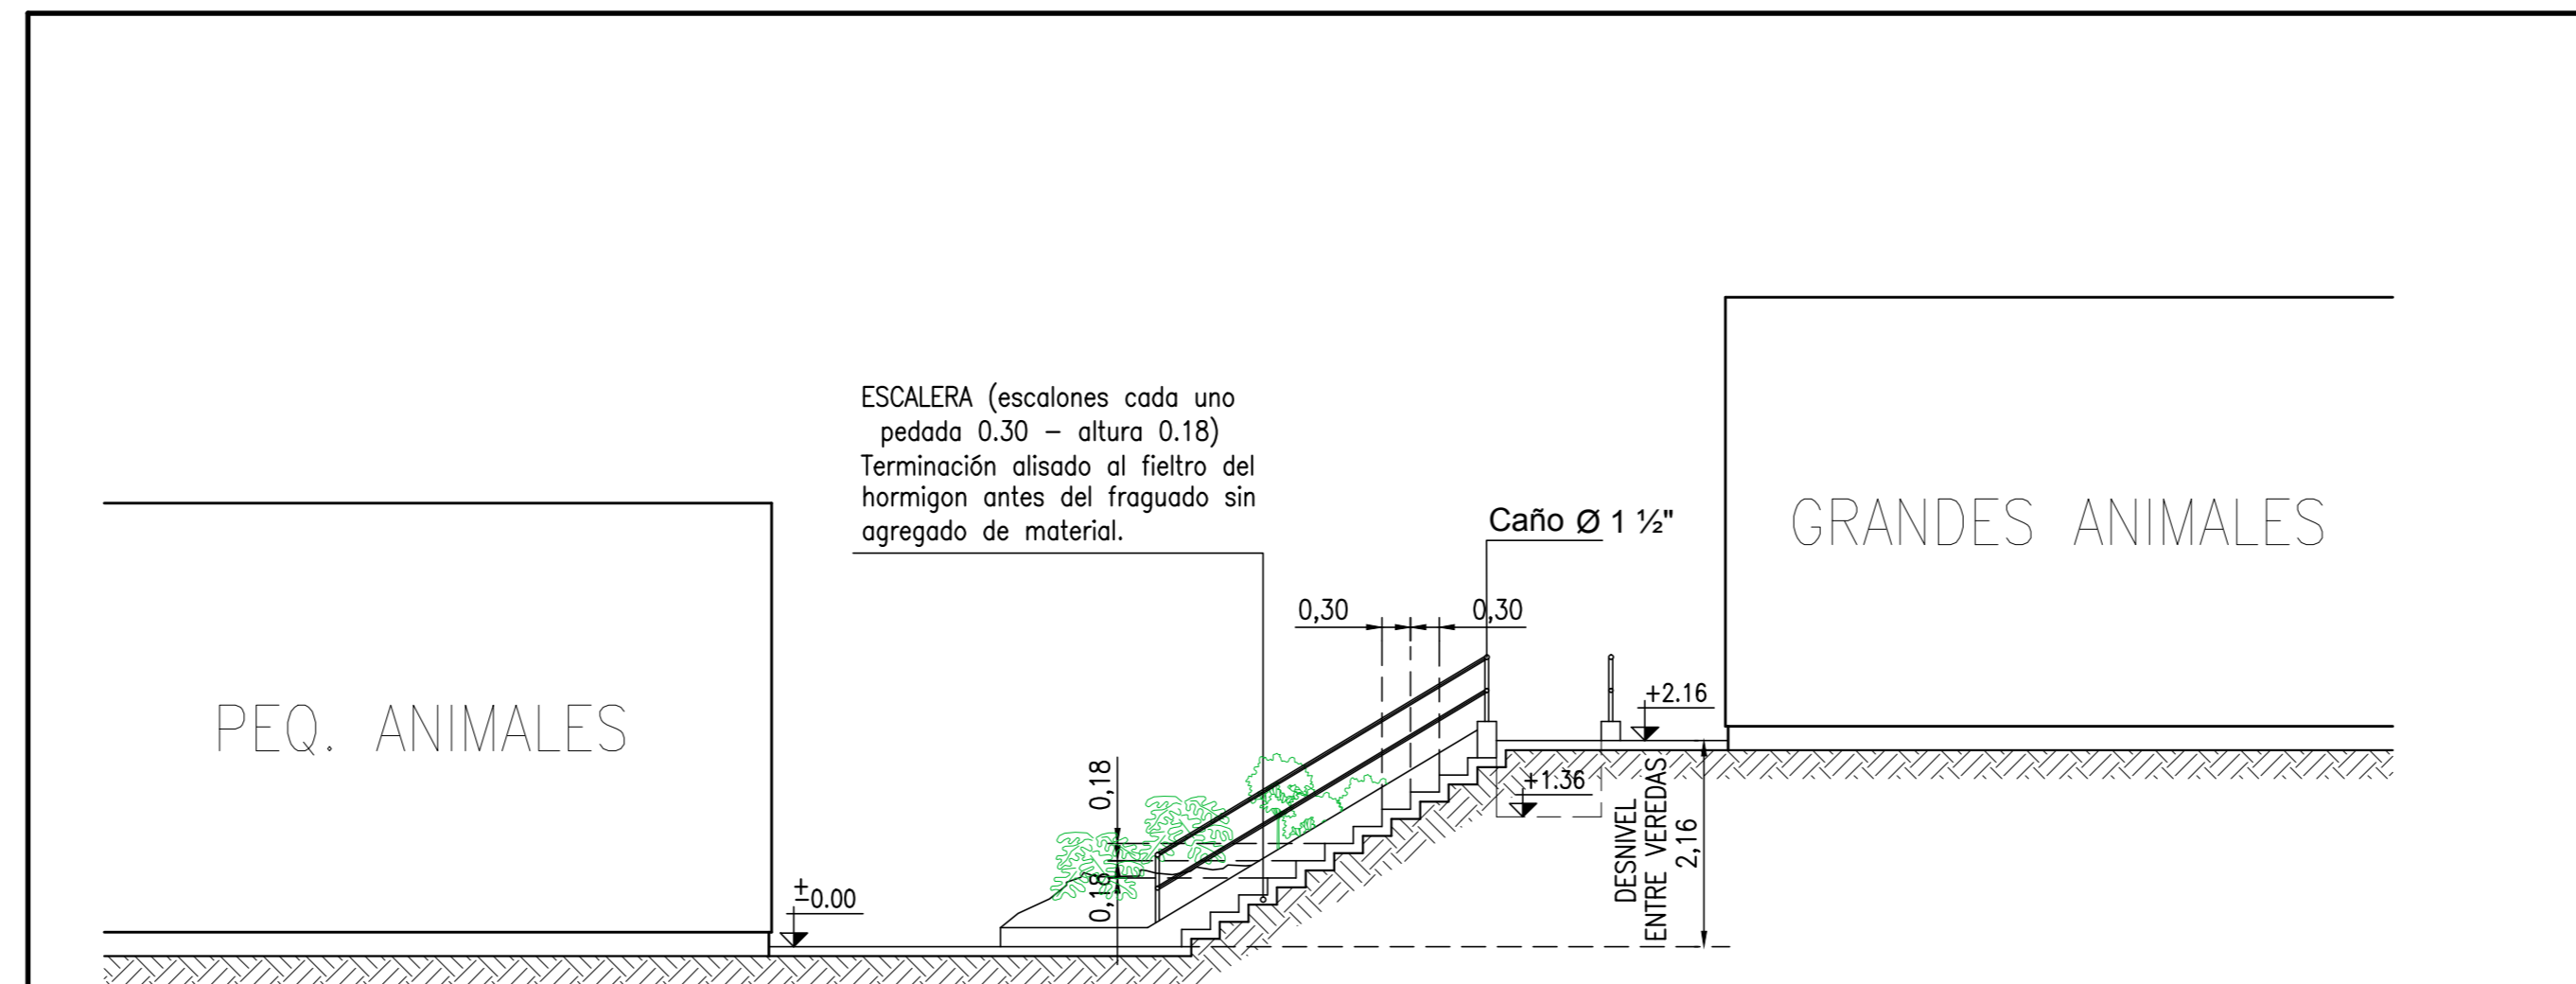 ESCALERA (escalones cada uno
pedada 0.30 - altura 0.18)
Terminación alisado al fieltro del
hormigon antes del fraguado sin
agregado de material.
Caño Ø 1 ½"
GRANDES ANIMALES
0,30
0,30
PEQ. ANIMALES
+2.16
0,18
+1.36
DESNIVEL
ENTRE VEREDAS
2,16
0,18
±0.00